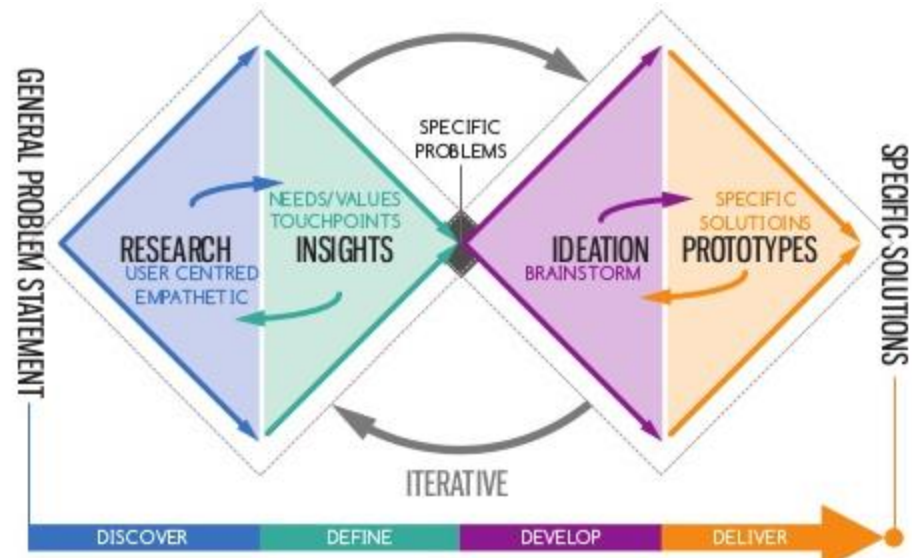 GENERAL PROBLEM STATEMENT
SPECIFIC
PROBLEMS
NEEDS/VALUES
TOUCHPOINTS
RESEARCH
INSIGHTS
USER CENTRED
EMPATHETIC
IDEATION
BRAINSTORM
SPECIFIC
SOLUTIOINS
PROTOTYPES
SPECIFIC SOLUTIONS
ITERATIVE
DISCOVER
DEFINE
DEVELOP
DELIVER